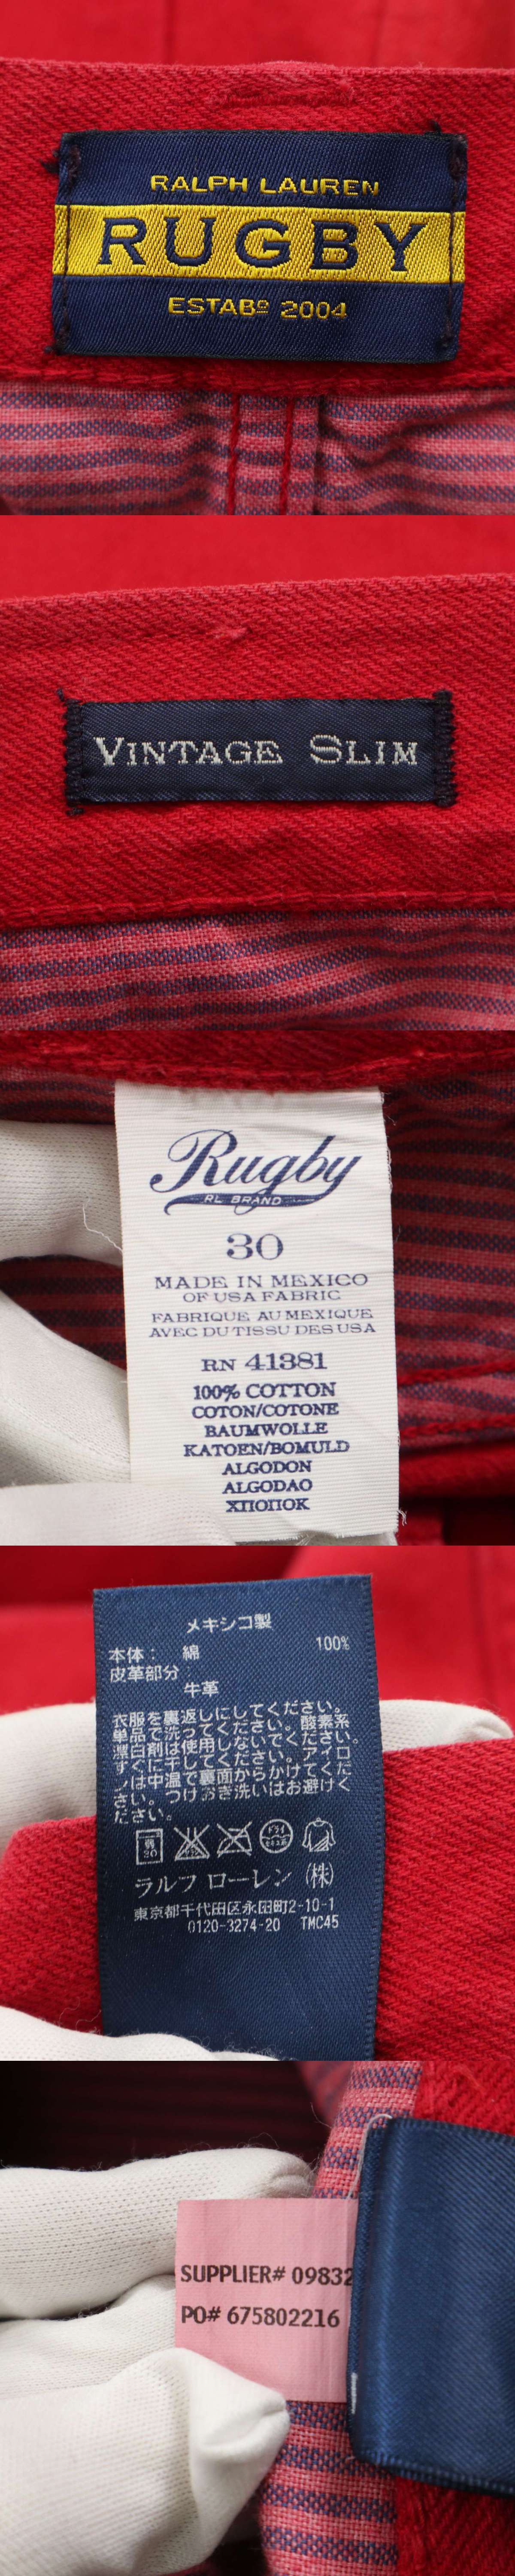 RALPH LAUREN
RUGBY
ESTABº 2004
VINTAGE SLIM
Rugby
RL BRAND
30
MADE IN MEXICO
OF USA FABRIC
FABRIQUE AU MEXIQUE
AVEC DU TISSU DES USA
RN 41381
100% COTTON
COTON/COTONE
BAUMWOLLE
KATOEN/BOMULD
ALGODON
ALGODAO
ΧΠΟΠΟΚ
メキシコ製
本体： 綿 100%
皮革部分：
牛革
衣服を裏返しにしてください。
単品で洗ってください。酸素系
漂白剤は使用しないでください。
すぐに干してください。アイロ
ンは中温で裏面からかけてくだ
さい。つけおき洗いはお避けく
ださい。
ラルフ ローレン （株）
東京都千代田区永田町2-10-1
0120-3274-20 TMC45
SUPPLIER# 09832
PO# 675802216